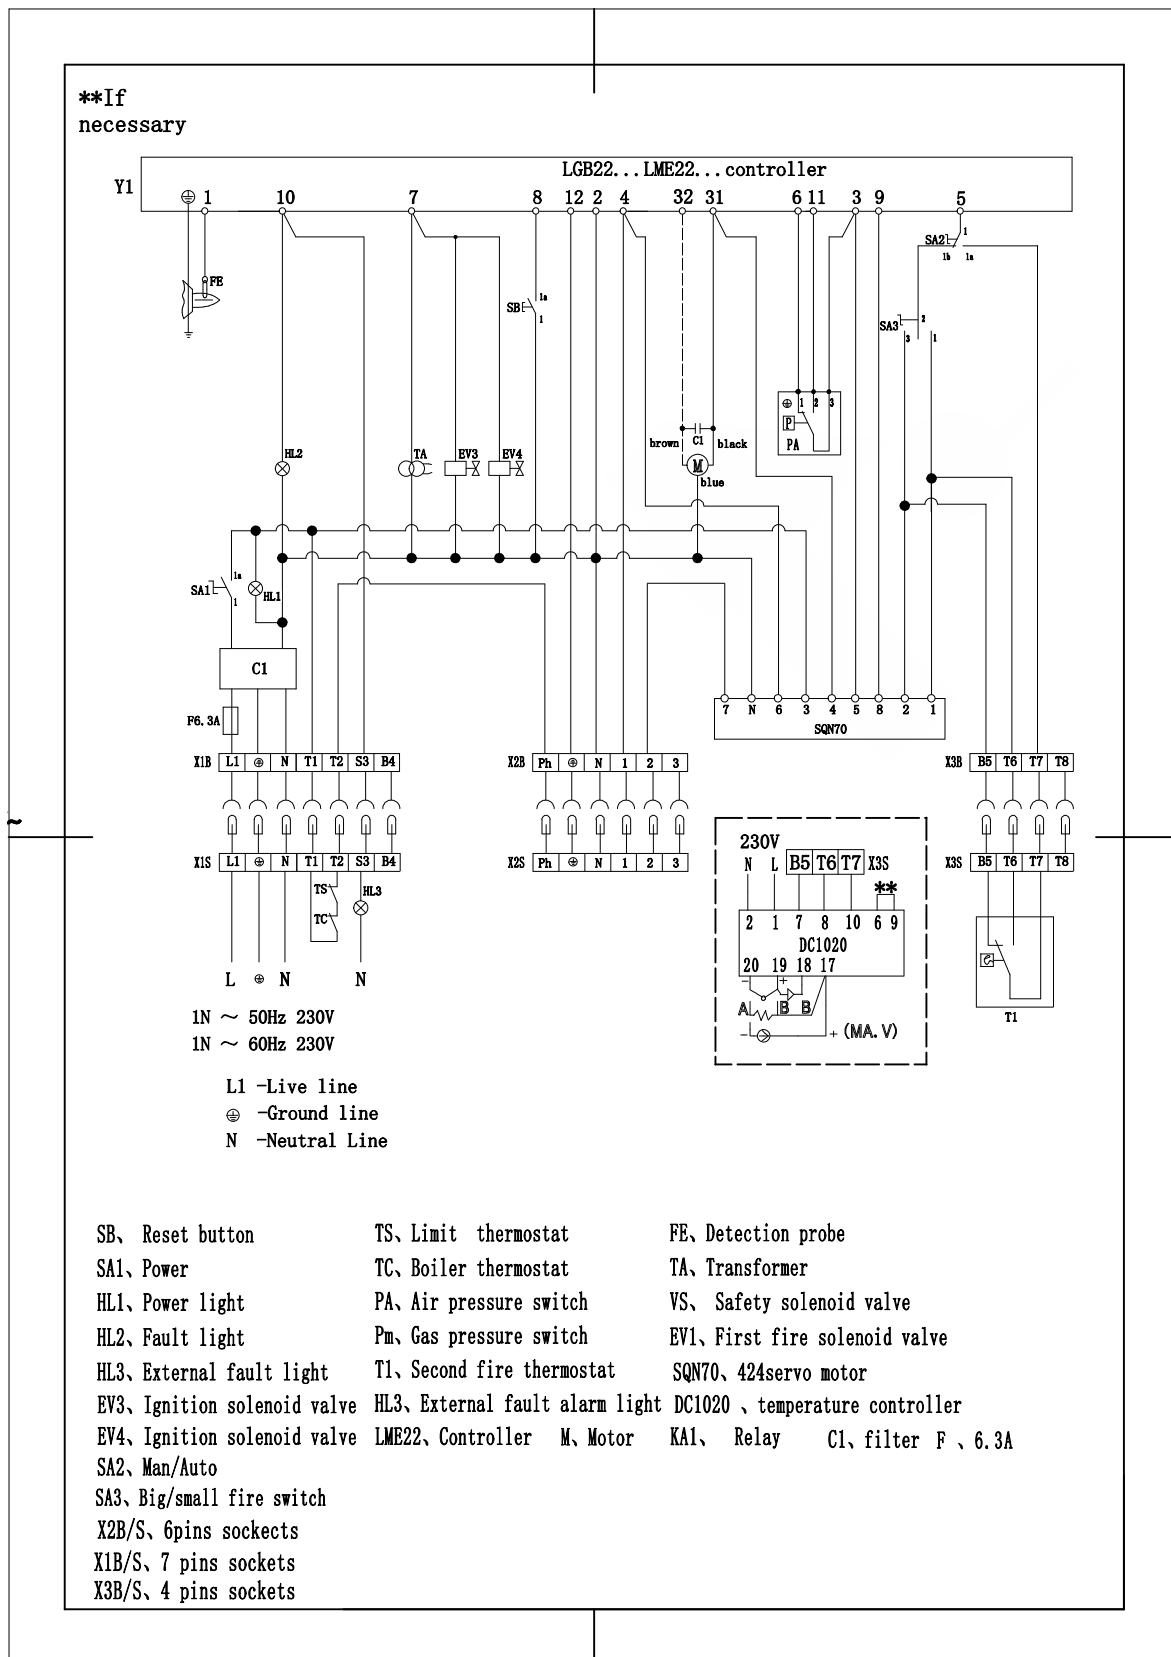 **If
necessary
LGB22...LME22...controller
Y1
1 10 7 8 12 2 4 32 31 6 11 3 9 5
SA2 1
1b 1a
FE
SB 1a
1
SA3 2
3 1
1 2 3
P
PA
brown C1 black
M
blue
HL2 TA EV3 EV4
SA1 1a
1
HL1
C1
F6.3A
7 N 6 3 4 5 8 2 1
SQN70
X1B L1 N T1 T2 S3 B4
X2B Ph N 1 2 3
X3B B5 T6 T7 T8
~
X1S L1 N T1 T2 S3 B4
X2S Ph N 1 2 3
X3S B5 T6 T7 T8
230V
N L B5 T6 T7 X3S
**
2 1 7 8 10 6 9
DC1020
20 19 18 17
- +
A B B
- + (MA.V)
TS
TC
HL3
T1
L N N
1N ~ 50Hz 230V
1N ~ 60Hz 230V
L1 -Live line
-Ground line
N -Neutral Line
SB、 Reset button
SA1、Power
HL1、Power light
HL2、Fault light
HL3、External fault light
EV3、Ignition solenoid valve
EV4、Ignition solenoid valve
SA2、Man/Auto
SA3、Big/small fire switch
X2B/S、6pins sockects
X1B/S、7 pins sockets
X3B/S、4 pins sockets
TS、Limit thermostat
TC、Boiler thermostat
PA、Air pressure switch
Pm、Gas pressure switch
T1、Second fire thermostat
HL3、External fault alarm light
LME22、Controller M、Motor
FE、Detection probe
TA、Transformer
VS、 Safety solenoid valve
EV1、First fire solenoid valve
SQN70、424servo motor
DC1020 、temperature controller
KA1、 Relay C1、filter F 、6.3A